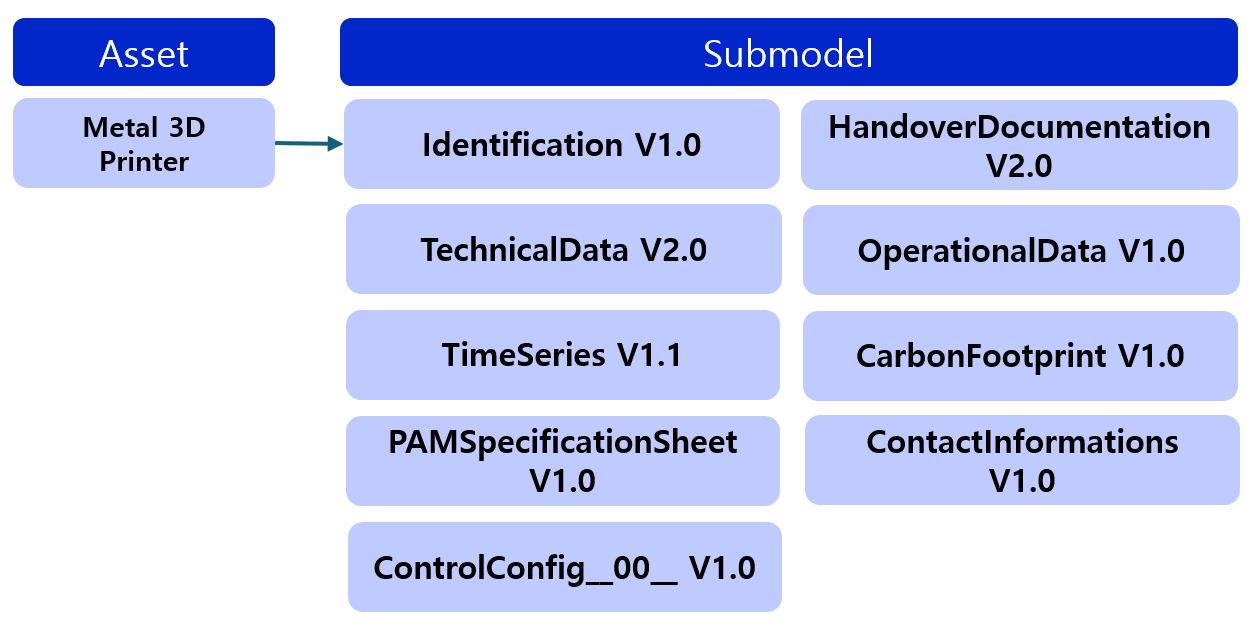 Asset
Submodel
Metal 3D
Printer
Identification V1.0
HandoverDocumentation
V2.0
TechnicalData V2.0
OperationalData V1.0
TimeSeries V1.1
CarbonFootprint V1.0
PAMSpecificationSheet
V1.0
ContactInformations
V1.0
ControlConfig__00__ V1.0